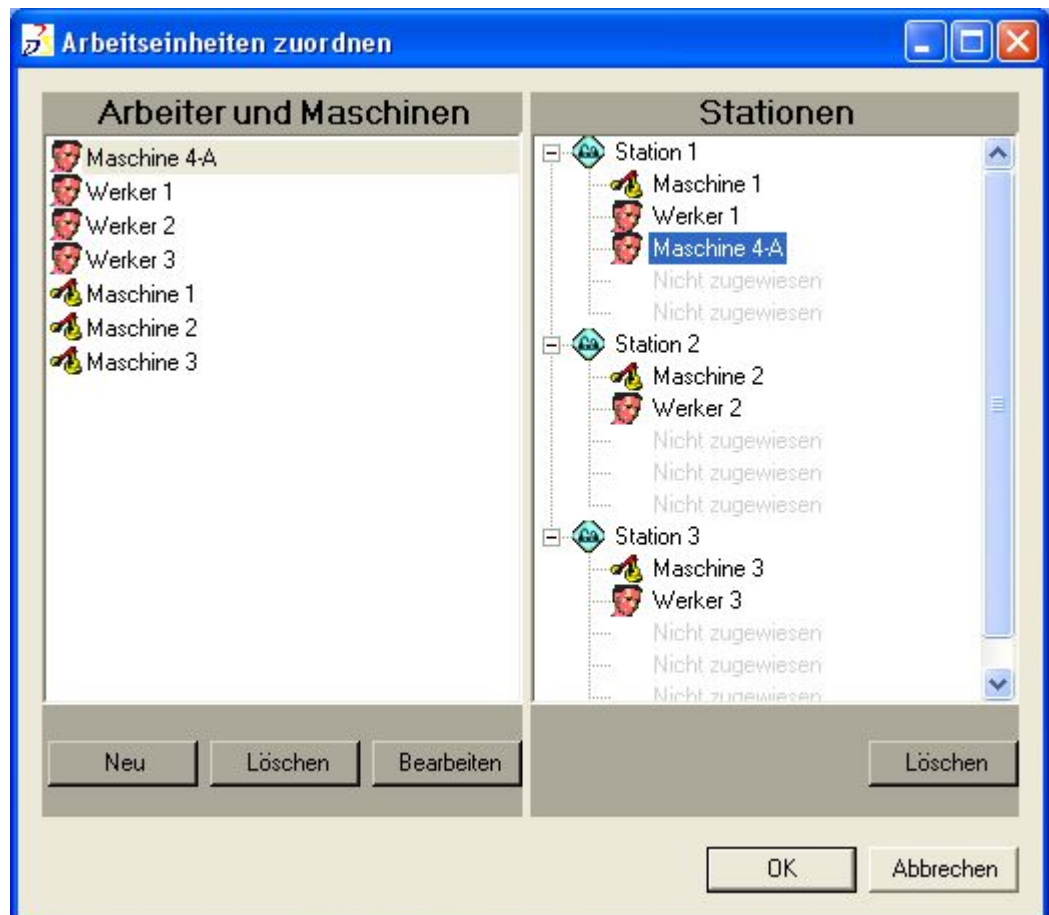 Arbeitseinheiten zuordnen
Arbeiter und Maschinen
Maschine 4-A
Werker 1
Werker 2
Werker 3
Maschine 1
Maschine 2
Maschine 3
Neu
Löschen
Bearbeiten
Stationen
Station 1
Maschine 1
Werker 1
Maschine 4-A
Nicht zugewiesen
Nicht zugewiesen
Station 2
Maschine 2
Werker 2
Nicht zugewiesen
Nicht zugewiesen
Nicht zugewiesen
Station 3
Maschine 3
Werker 3
Nicht zugewiesen
Nicht zugewiesen
Nicht zugewiesen
Löschen
OK
Abbrechen